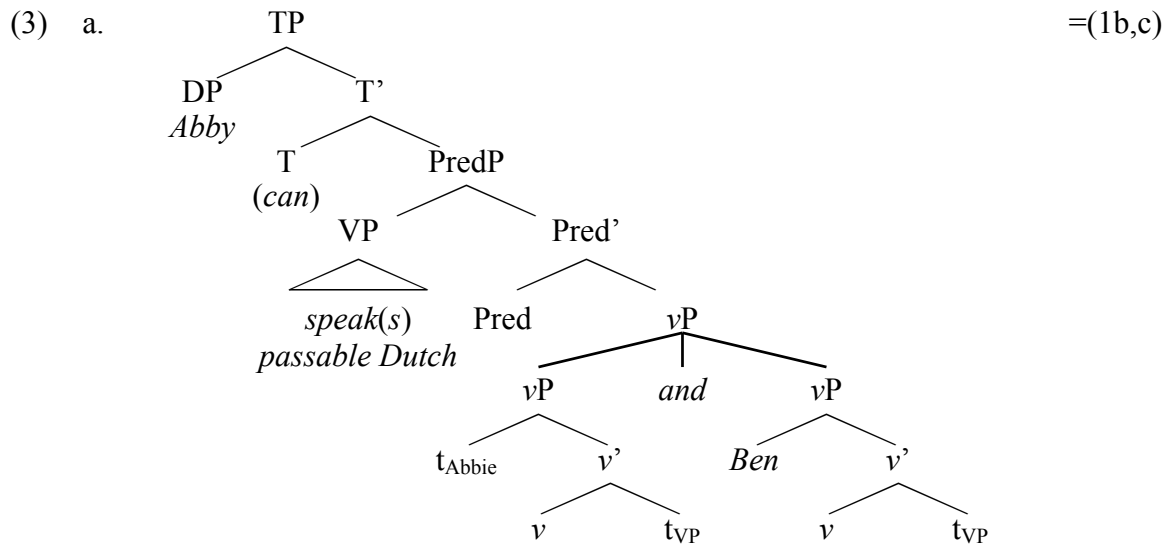 (3) a. TP =(1b,c)
DP T’
Abby
T PredP
(can)
VP Pred’
speak(s) Pred vP
passable Dutch
vP and vP
tAbbie v’ Ben v’
v tVP v tVP